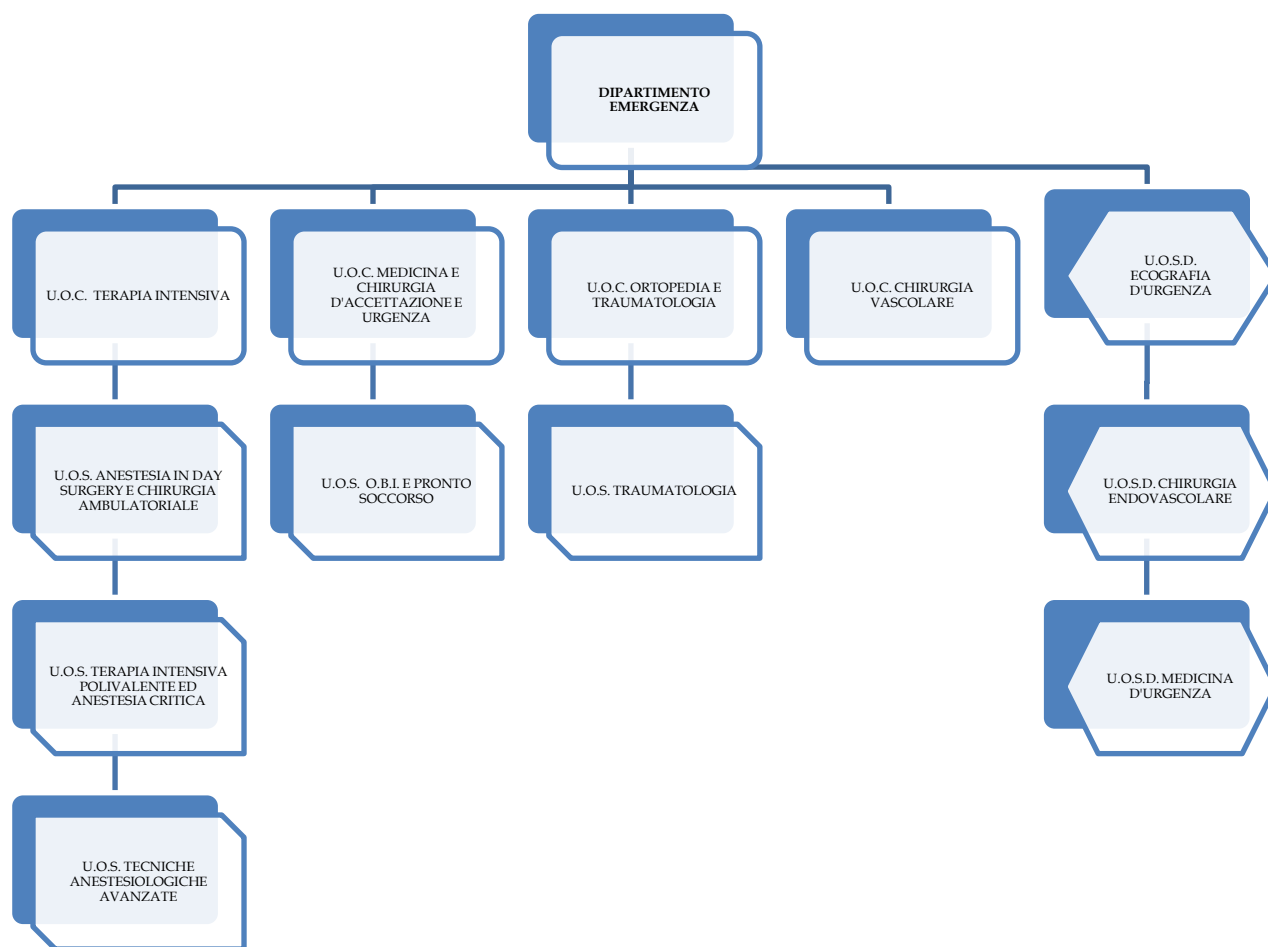 DIPARTIMENTO
EMERGENZA
U.O.C. TERAPIA INTENSIVA
U.O.C. MEDICINA E
CHIRURGIA
D'ACCETTAZIONE E
URGENZA
U.O.C. ORTOPEDIA E
TRAUMATOLOGIA
U.O.C. CHIRURGIA
VASCOLARE
U.O.S.D.
ECOGRAFIA
D'URGENZA
U.O.S. ANESTESIA IN DAY
SURGERY E CHIRURGIA
AMBULATORIALE
U.O.S. O.B.I. E PRONTO
SOCCORSO
U.O.S. TRAUMATOLOGIA
U.O.S.D. CHIRURGIA
ENDOVASCOLARE
U.O.S. TERAPIA INTENSIVA
POLIVALENTE ED
ANESTESIA CRITICA
U.O.S.D. MEDICINA
D'URGENZA
U.O.S. TECNICHE
ANESTESIOLOGICHE
AVANZATE